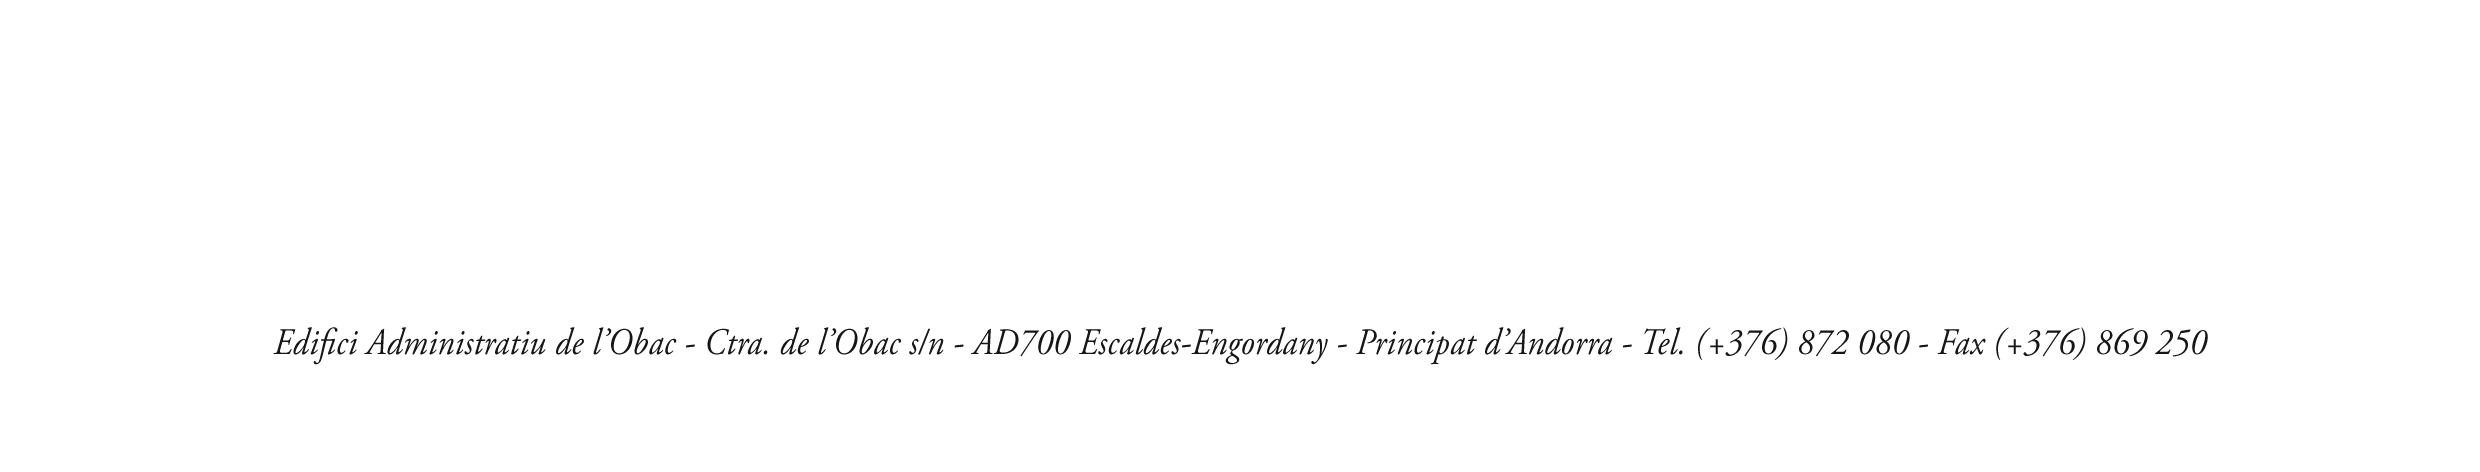 Edifici Administratiu de l’Obac - Ctra. de l’Obac s/n - AD700 Escaldes-Engordany - Principat d’Andorra - Tel. (+376) 872 080 - Fax (+376) 869 250